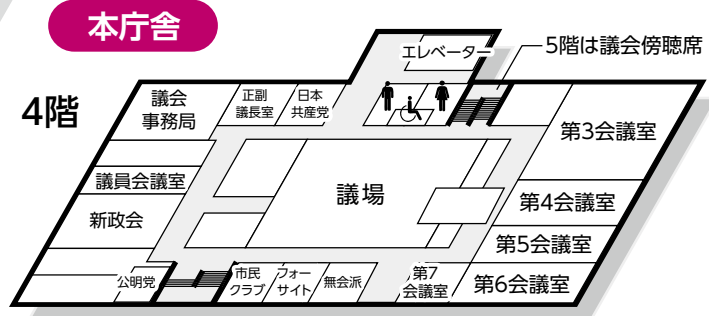 本庁舎
4階
エレベーター
5階は議会傍聴席
議会
事務局
正副
議長室
日本
共産党
第3会議室
議員会議室
議場
第4会議室
新政会
第5会議室
公明党
市民
クラブ
フォー
サイト
無会派
第7
会議室
第6会議室